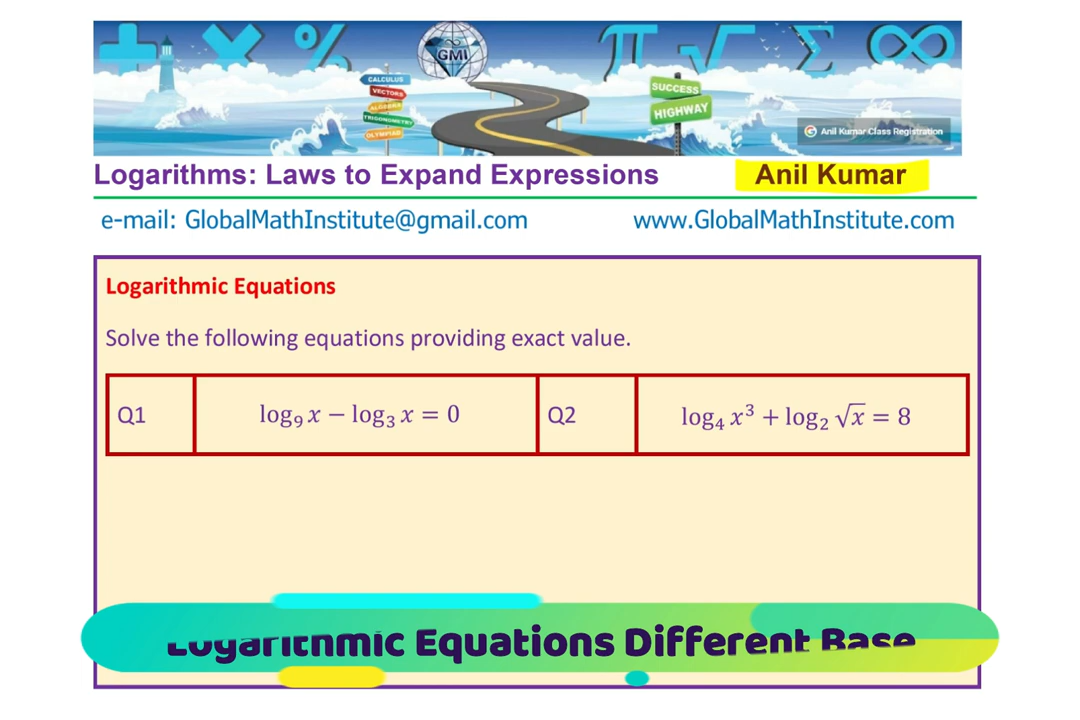 GMI
CALCULUS
VECTORS
ALGEBRA
TRIGONOMETRY
OLYMPIAD
SUCCESS
HIGHWAY
Anil Kumar Class Registration
Logarithms: Laws to Expand Expressions Anil Kumar
e-mail: GlobalMathInstitute@gmail.com www.GlobalMathInstitute.com
Logarithmic Equations
Solve the following equations providing exact value.
Q1 log₉ x − log₃ x = 0 Q2 log₄ x³ + log₂ √x = 8
Logarithmic Equations Different Base